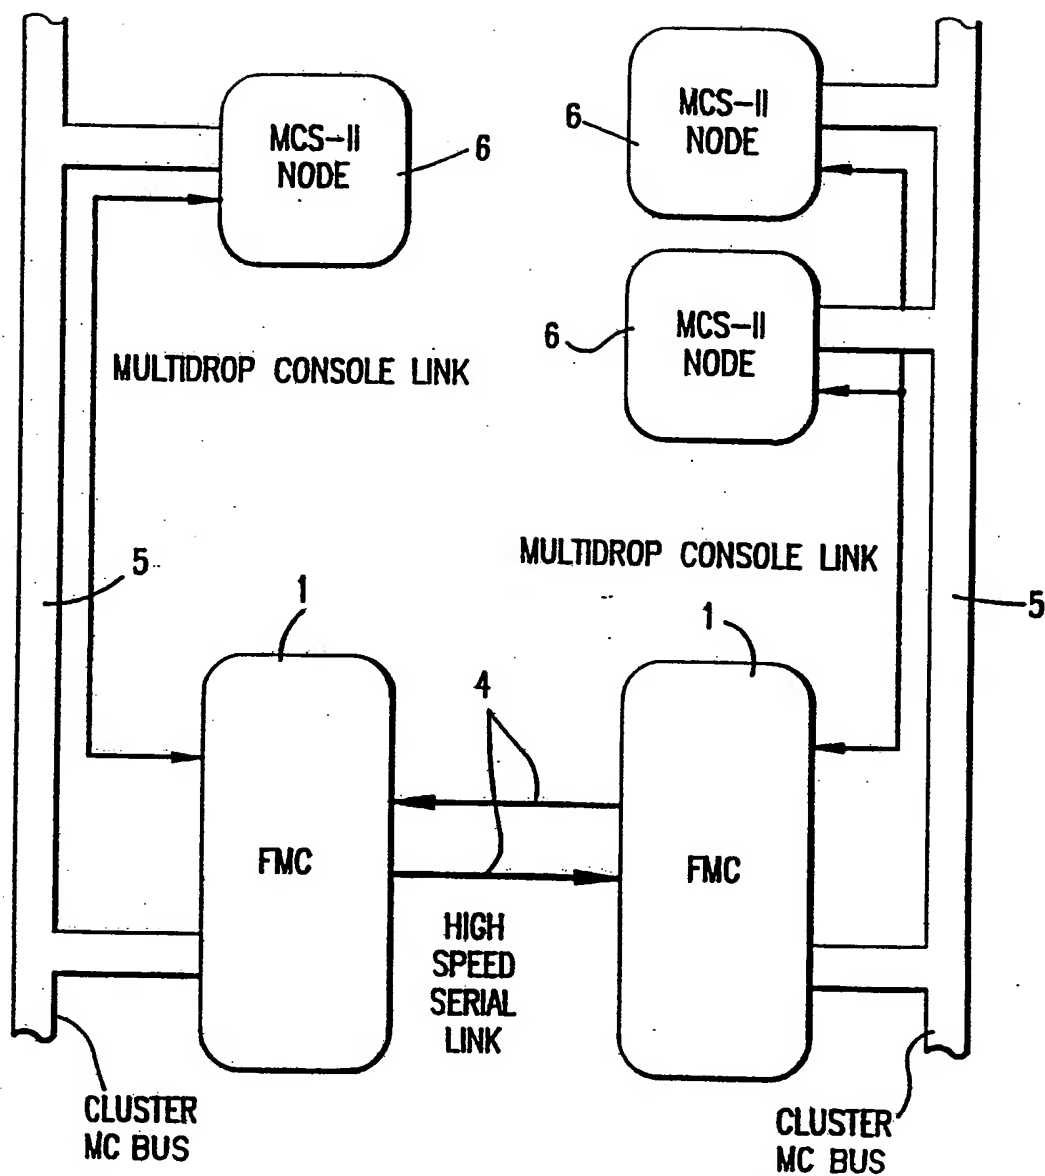 MCS-II
NODE
6
6
MCS-II
NODE
6
MCS-II
NODE
MULTIDROP CONSOLE LINK
MULTIDROP CONSOLE LINK
5
1
4
1
5
FMC
FMC
HIGH
SPEED
SERIAL
LINK
CLUSTER
MC BUS
CLUSTER
MC BUS